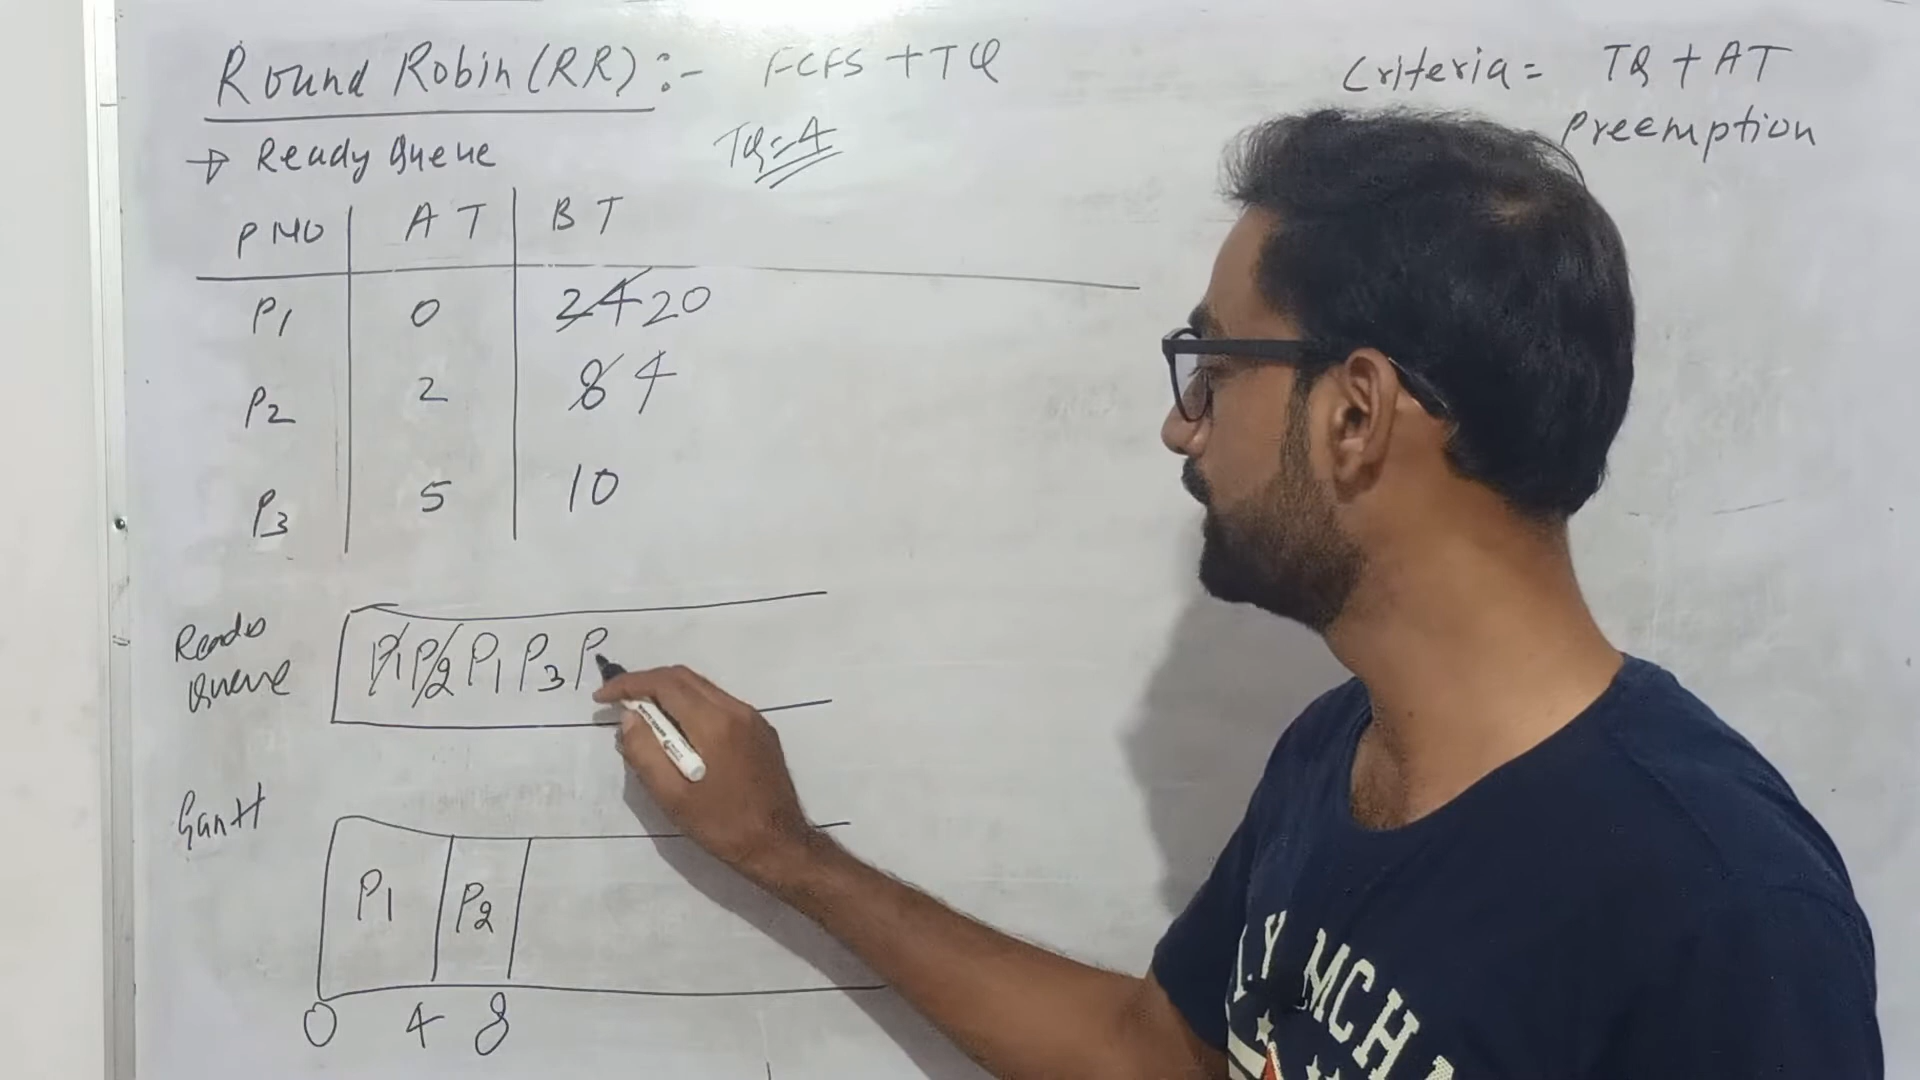 Round Robin (RR) :- FCFS + TQ
Criteria = TQ + AT
Preemption
→ Ready Queue
TQ=4
P NO AT BT
P1 0 24 20
P2 2 8 4
P3 5 10
Ready
Queue
P1 P2 P1 P3 P
Gantt
P1 P2
0 4 8
LY MCH